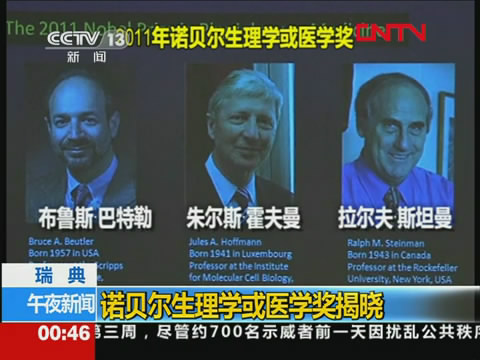 The 2011 Nobel
CCTV 13
新闻
2011年诺贝尔生理学或医学奖
CNTV
布鲁斯·巴特勒
朱尔斯·霍夫曼
拉尔夫·斯坦曼
Bruce A. Beutler
Born 1957 in USA
Jules A. Hoffmann
Born 1941 in Luxembourg
Professor at the Institute
for Molecular Cell Biology,
Ralph M. Steinman
Born 1943 in Canada
Professor at the Rockefeller
University, New York, USA
瑞典
午夜新闻
诺贝尔生理学或医学奖揭晓
00:46
第三周，尽管约700名示威者前一天因扰乱公共秩序